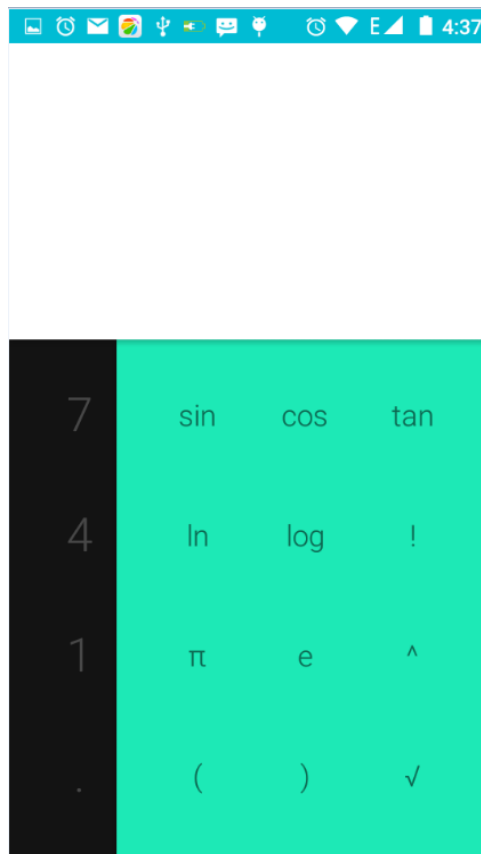 E 4:37
7 sin cos tan
4 ln log !
1 π e ^
. ( ) √